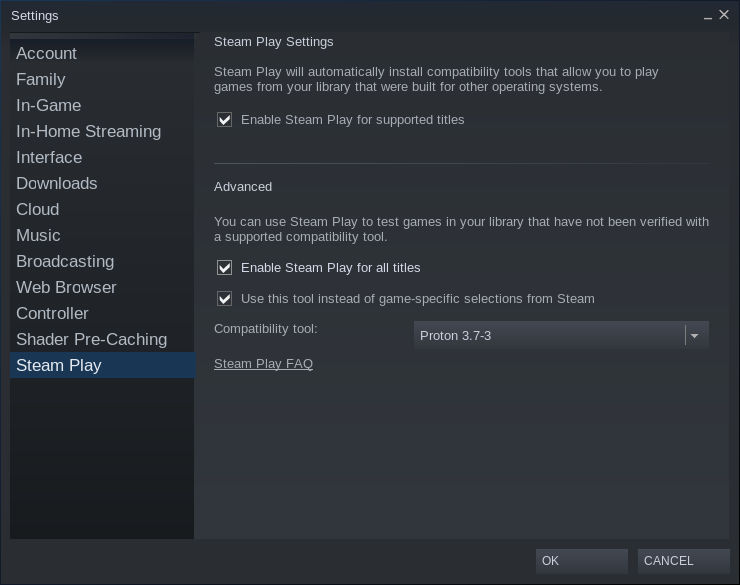 Settings
Account
Family
In-Game
In-Home Streaming
Interface
Downloads
Cloud
Music
Broadcasting
Web Browser
Controller
Shader Pre-Caching
Steam Play
Steam Play Settings
Steam Play will automatically install compatibility tools that allow you to play
games from your library that were built for other operating systems.
Enable Steam Play for supported titles
Advanced
You can use Steam Play to test games in your library that have not been verified with
a supported compatibility tool.
Enable Steam Play for all titles
Use this tool instead of game-specific selections from Steam
Compatibility tool:
Proton 3.7-3
Steam Play FAQ
OK
CANCEL